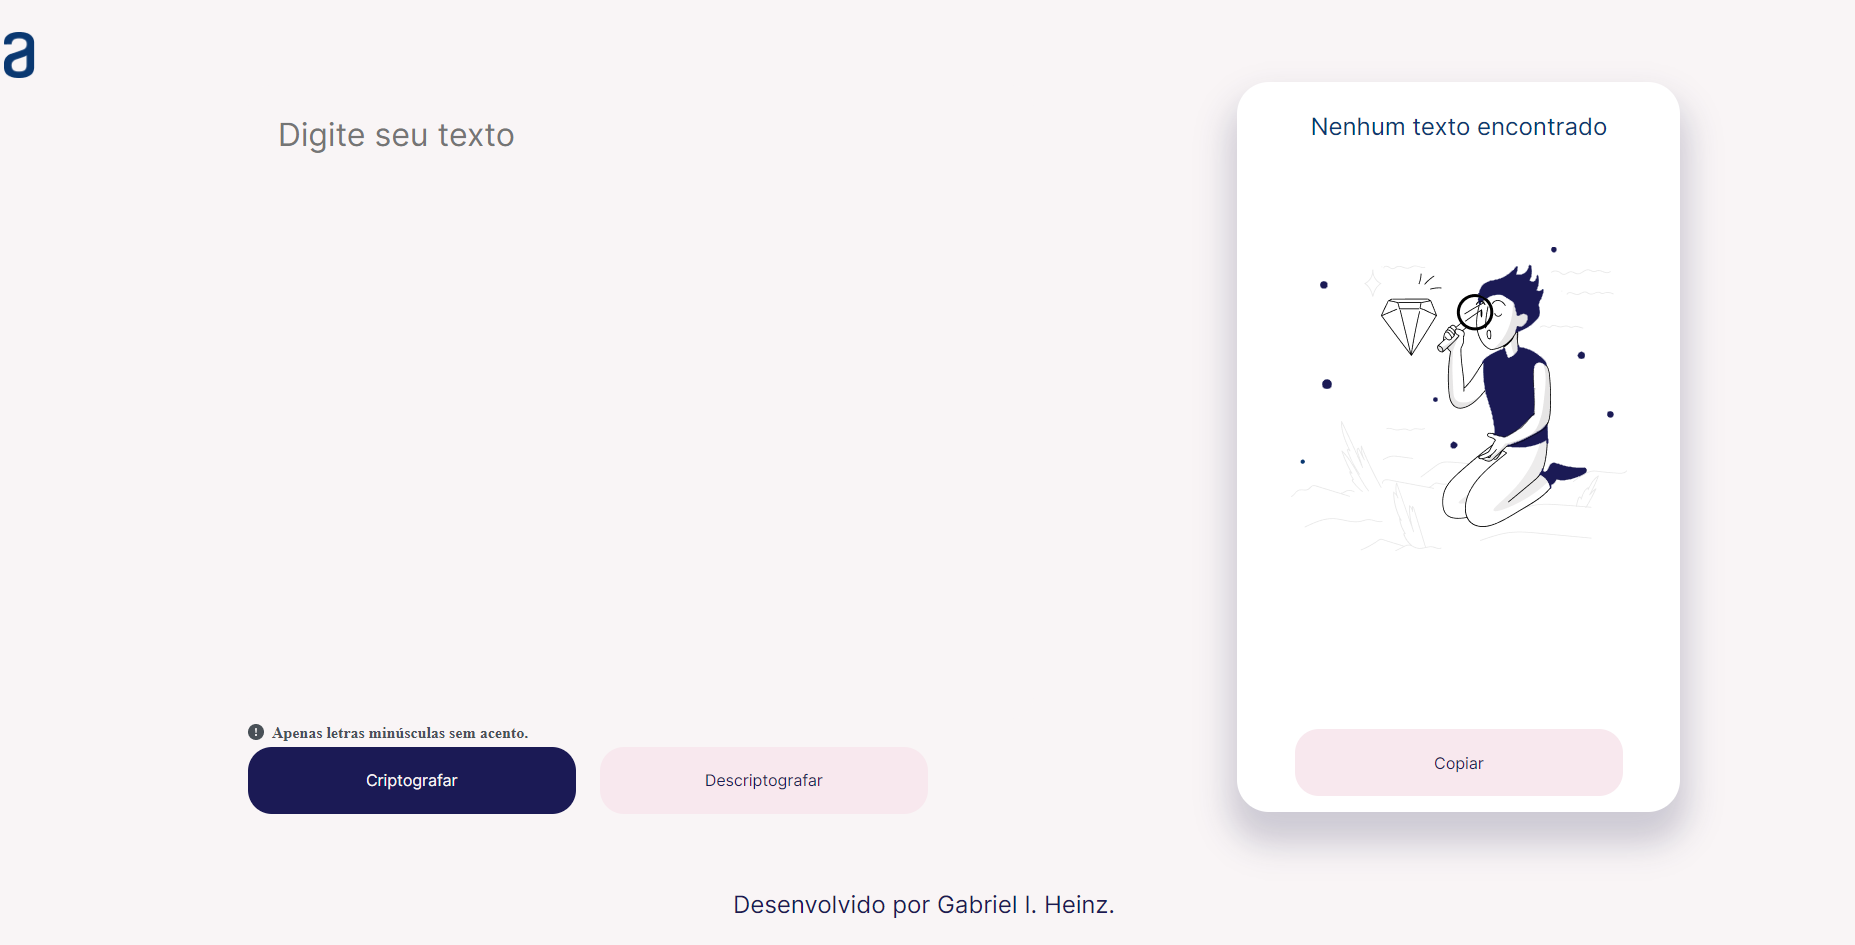 a
Digite seu texto
Nenhum texto encontrado
Apenas letras minúsculas sem acento.
Criptografar
Descriptografar
Copiar
Desenvolvido por Gabriel I. Heinz.